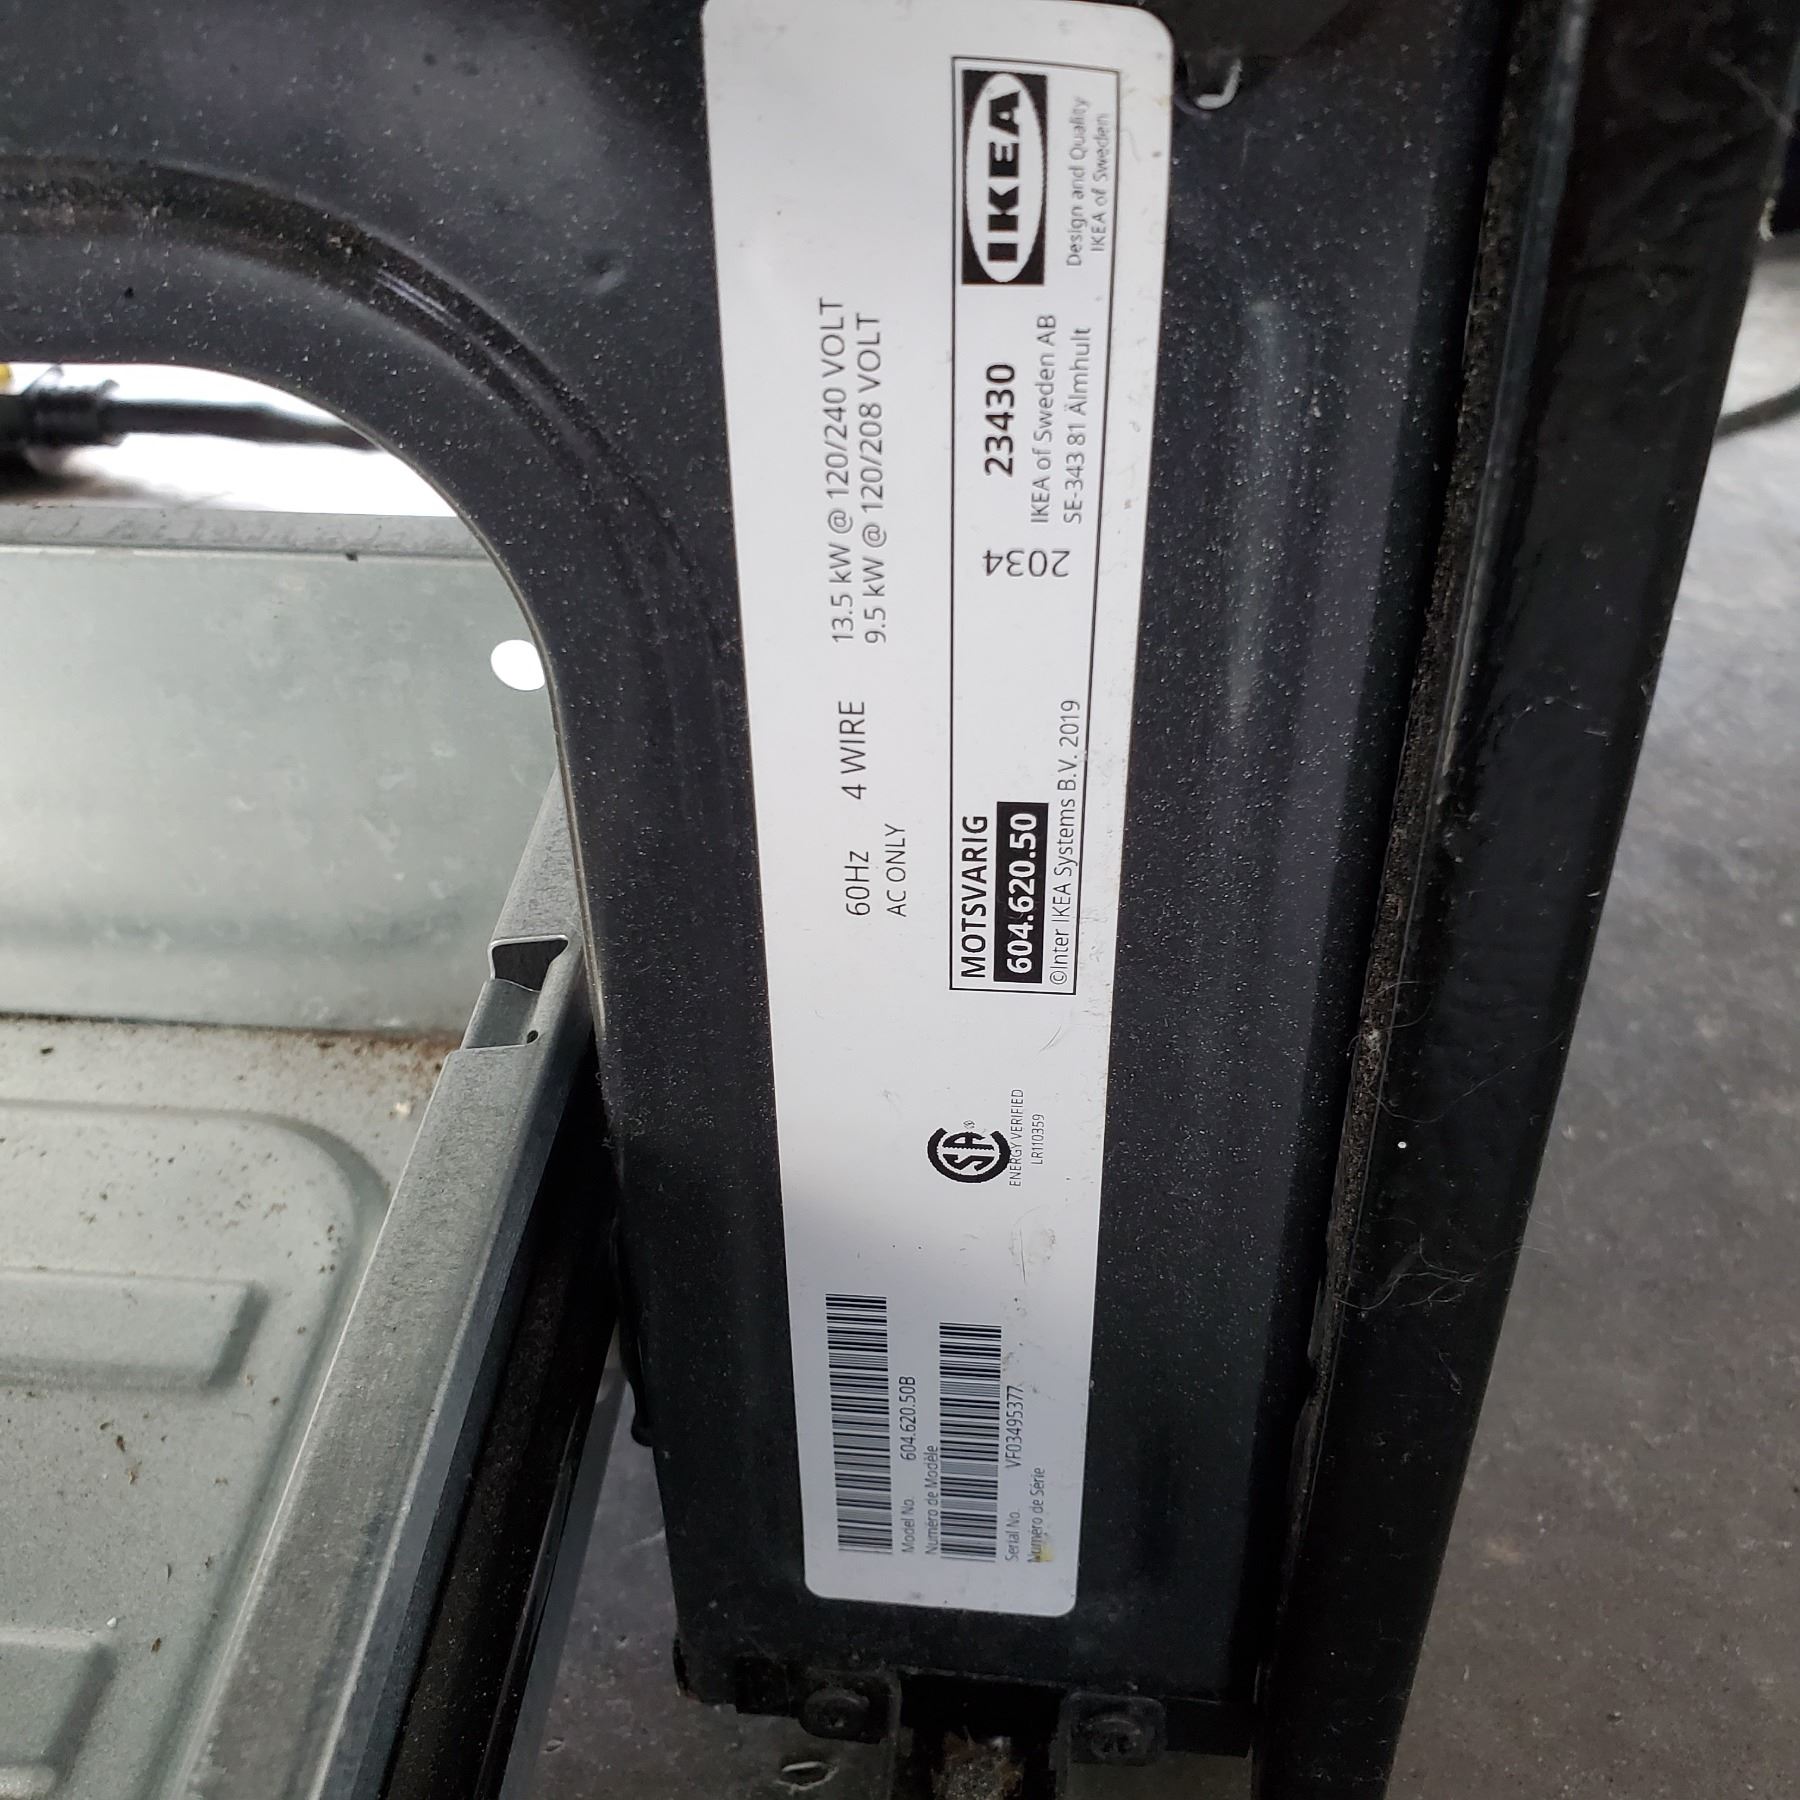 60HZ 4 WIRE 13.5 kW @ 120/240 VOLT
AC ONLY 9.5 kW @ 120/208 VOLT
MOTSVARIG
604.620.50
©Inter IKEA Systems B.V. 2019
2034
23430
IKEA of Sweden AB
SE-343 81 Älmhult
IKEA
Design and Quality
IKEA of Sweden
SA®
ENERGY VERIFIED
LR110359
Model No. 604.620.50B
Numéro de Modèle
Serial No. VF03495377
Numéro de Série